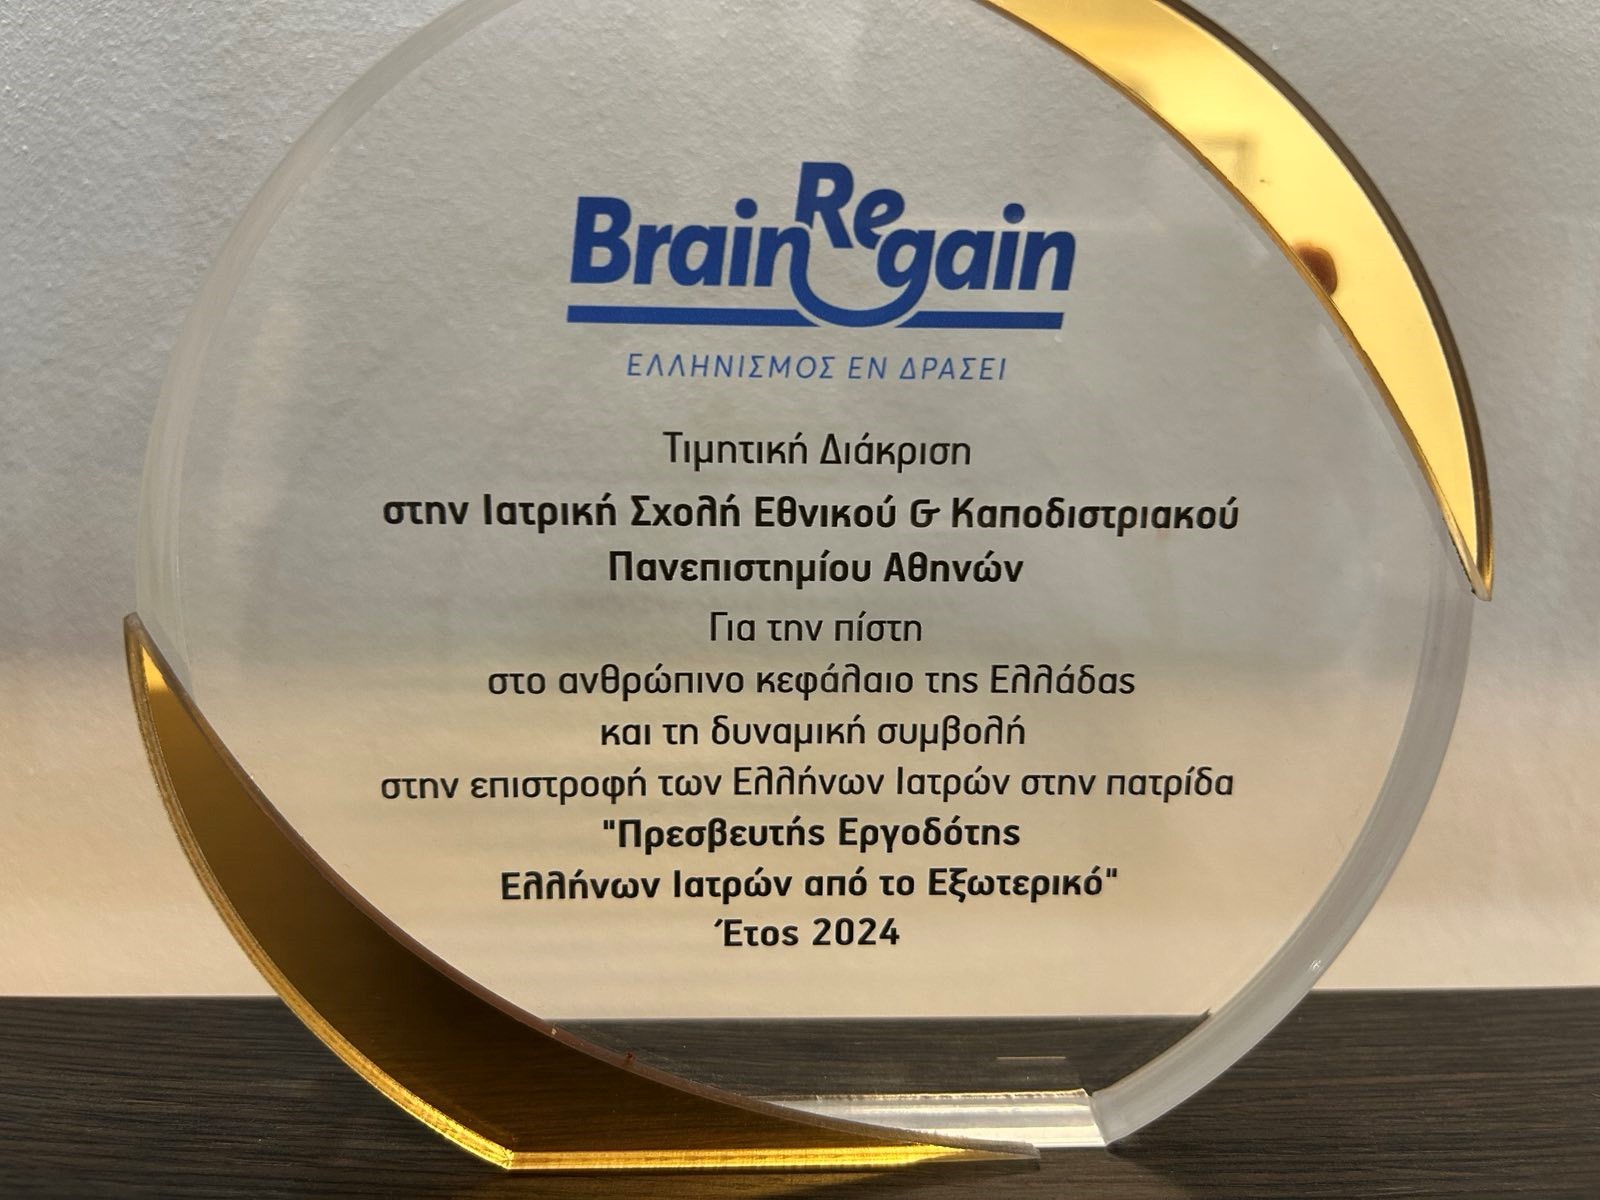 BrainRegain
ΕΛΛΗΝΙΣΜΟΣ ΕΝ ΔΡΑΣΕΙ
Τιμητική Διάκριση
στην Ιατρική Σχολή Εθνικού & Καποδιστριακού
Πανεπιστημίου Αθηνών
Για την πίστη
στο ανθρώπινο κεφάλαιο της Ελλάδας
και τη δυναμική συμβολή
στην επιστροφή των Ελλήνων Ιατρών στην πατρίδα
"Πρεσβευτής Εργοδότης
Ελλήνων Ιατρών από το Εξωτερικό"
Έτος 2024